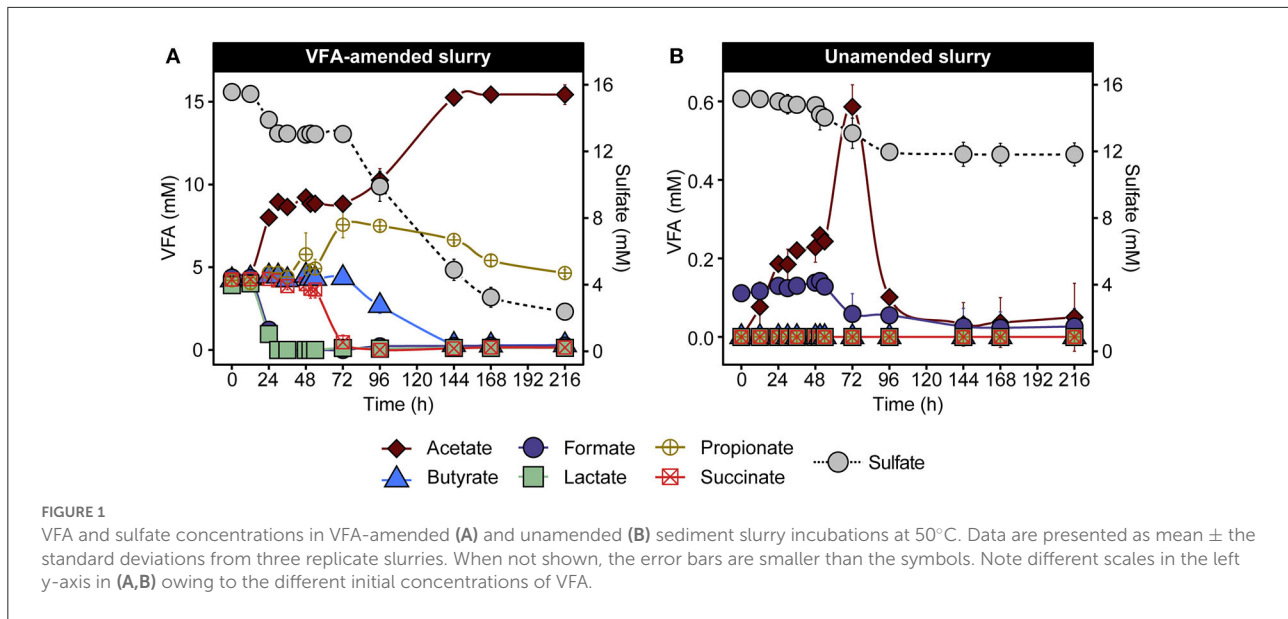 A VFA-amended slurry
B Unamended slurry
VFA (mM)
15
10
5
0
16
12
8
4
0
Sulfate (mM)
0 24 48 72 96 120 144 168 192 216
Time (h)
VFA (mM)
0.6
0.4
0.2
0.0
16
12
8
4
0
Sulfate (mM)
0 24 48 72 96 120 144 168 192 216
Time (h)
Acetate Formate Propionate Sulfate
Butyrate Lactate Succinate
FIGURE 1
VFA and sulfate concentrations in VFA-amended (A) and unamended (B) sediment slurry incubations at 50°C. Data are presented as mean ± the
standard deviations from three replicate slurries. When not shown, the error bars are smaller than the symbols. Note different scales in the left
y-axis in (A,B) owing to the different initial concentrations of VFA.